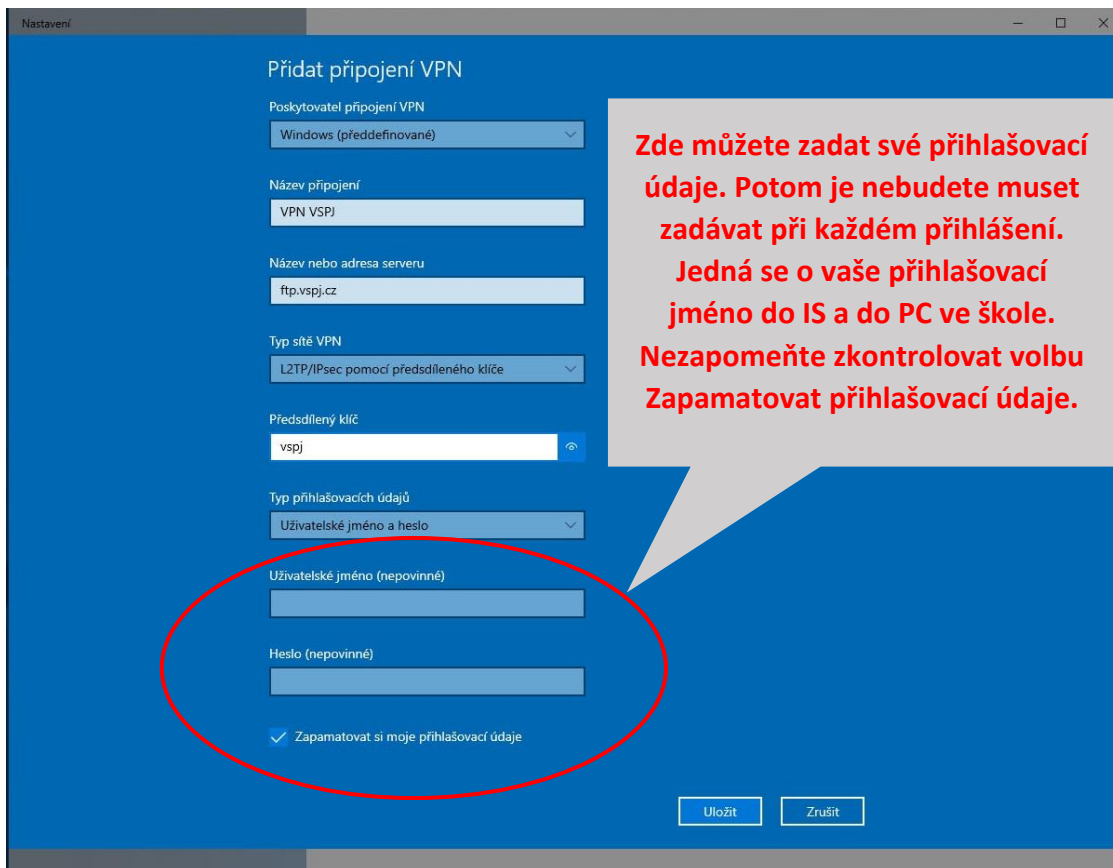 Nastavení
Přidat připojení VPN
Poskytovatel připojení VPN
Windows (předdefinované)
Název připojení
VPN VSPJ
Název nebo adresa serveru
ftp.vspj.cz
Typ sítě VPN
L2TP/IPsec pomocí předsdíleného klíče
Předsdílený klíč
vspj
Typ přihlašovacích údajů
Uživatelské jméno a heslo
Uživatelské jméno (nepovinné)
Heslo (nepovinné)
Zapamatovat si moje přihlašovací údaje
Uložit
Zrušit
Zde můžete zadat své přihlašovací
údaje. Potom je nebudete muset
zadávat při každém přihlášení.
Jedná se o vaše přihlašovací
jméno do IS a do PC ve škole.
Nezapomeňte zkontrolovat volbu
Zapamatovat přihlašovací údaje.